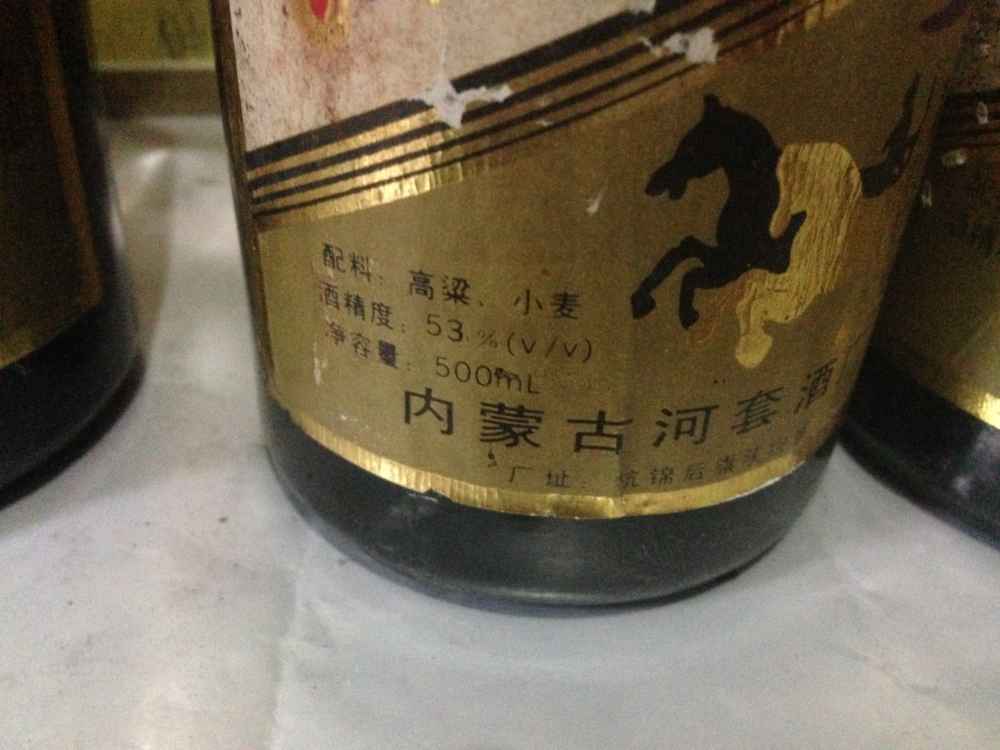 配料：高粱、小麦
酒精度：53.%(v/v)
净容量：500mL
内蒙古河套酒
厂址：杭锦后旗